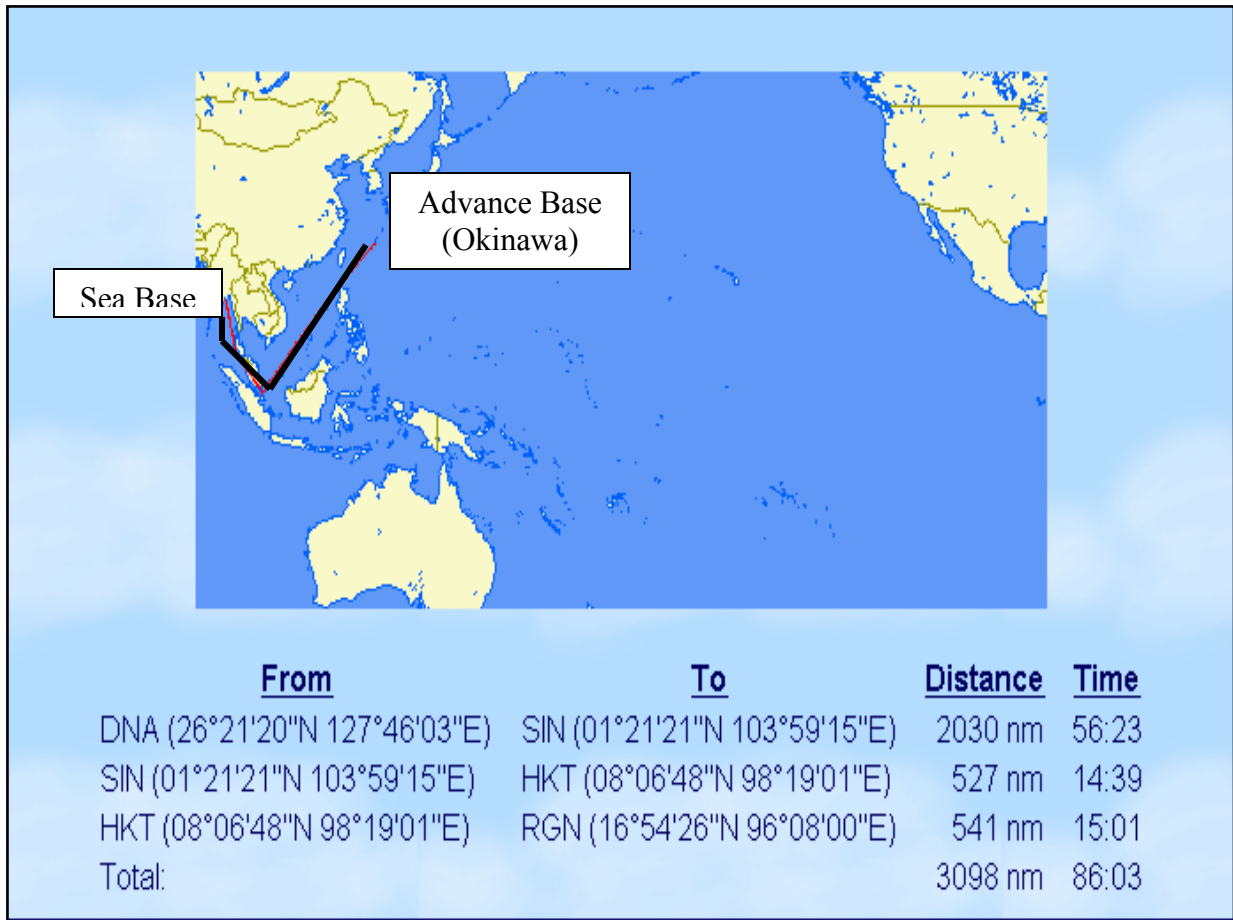 Advance Base
(Okinawa)
Sea Base
From To Distance Time
DNA (26°21'20"N 127°46'03"E) SIN (01°21'21"N 103°59'15"E) 2030 nm 56:23
SIN (01°21'21"N 103°59'15"E) HKT (08°06'48"N 98°19'01"E) 527 nm 14:39
HKT (08°06'48"N 98°19'01"E) RGN (16°54'26"N 96°08'00"E) 541 nm 15:01
Total: 3098 nm 86:03